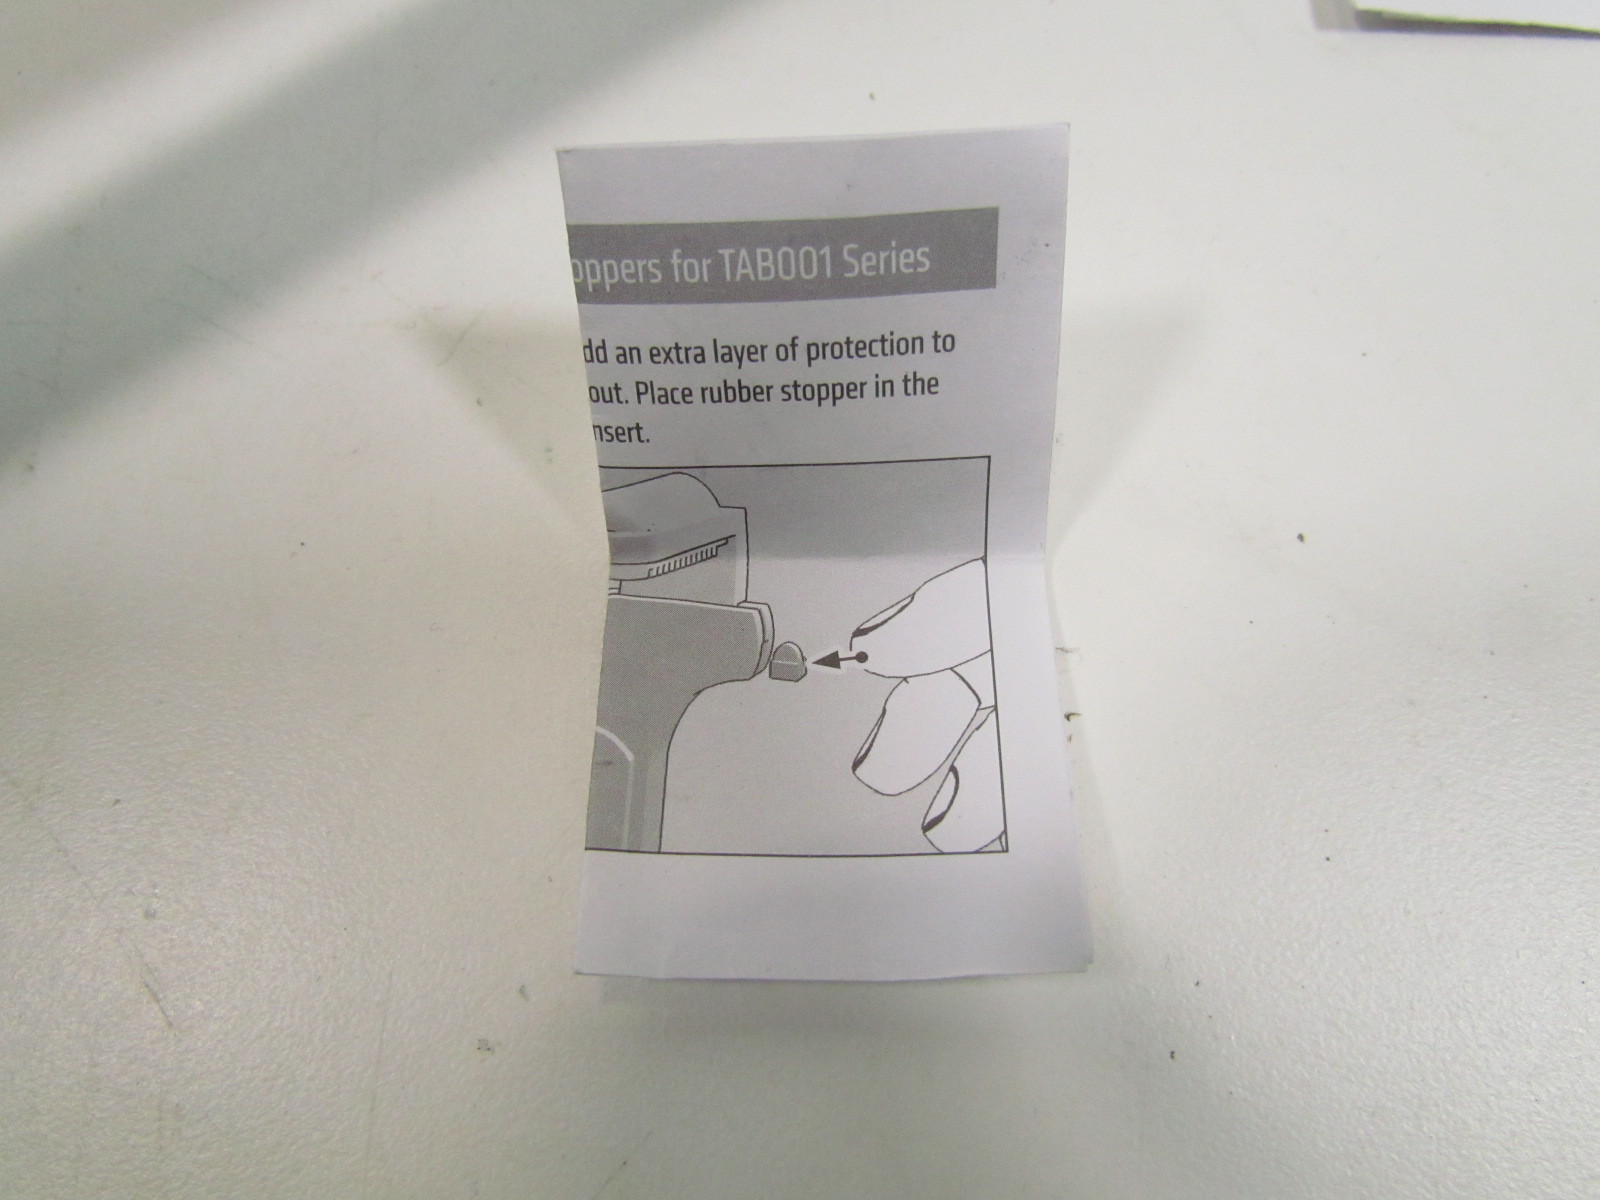 oppers for TAB001 Series
dd an extra layer of protection to
out. Place rubber stopper in the
nsert.